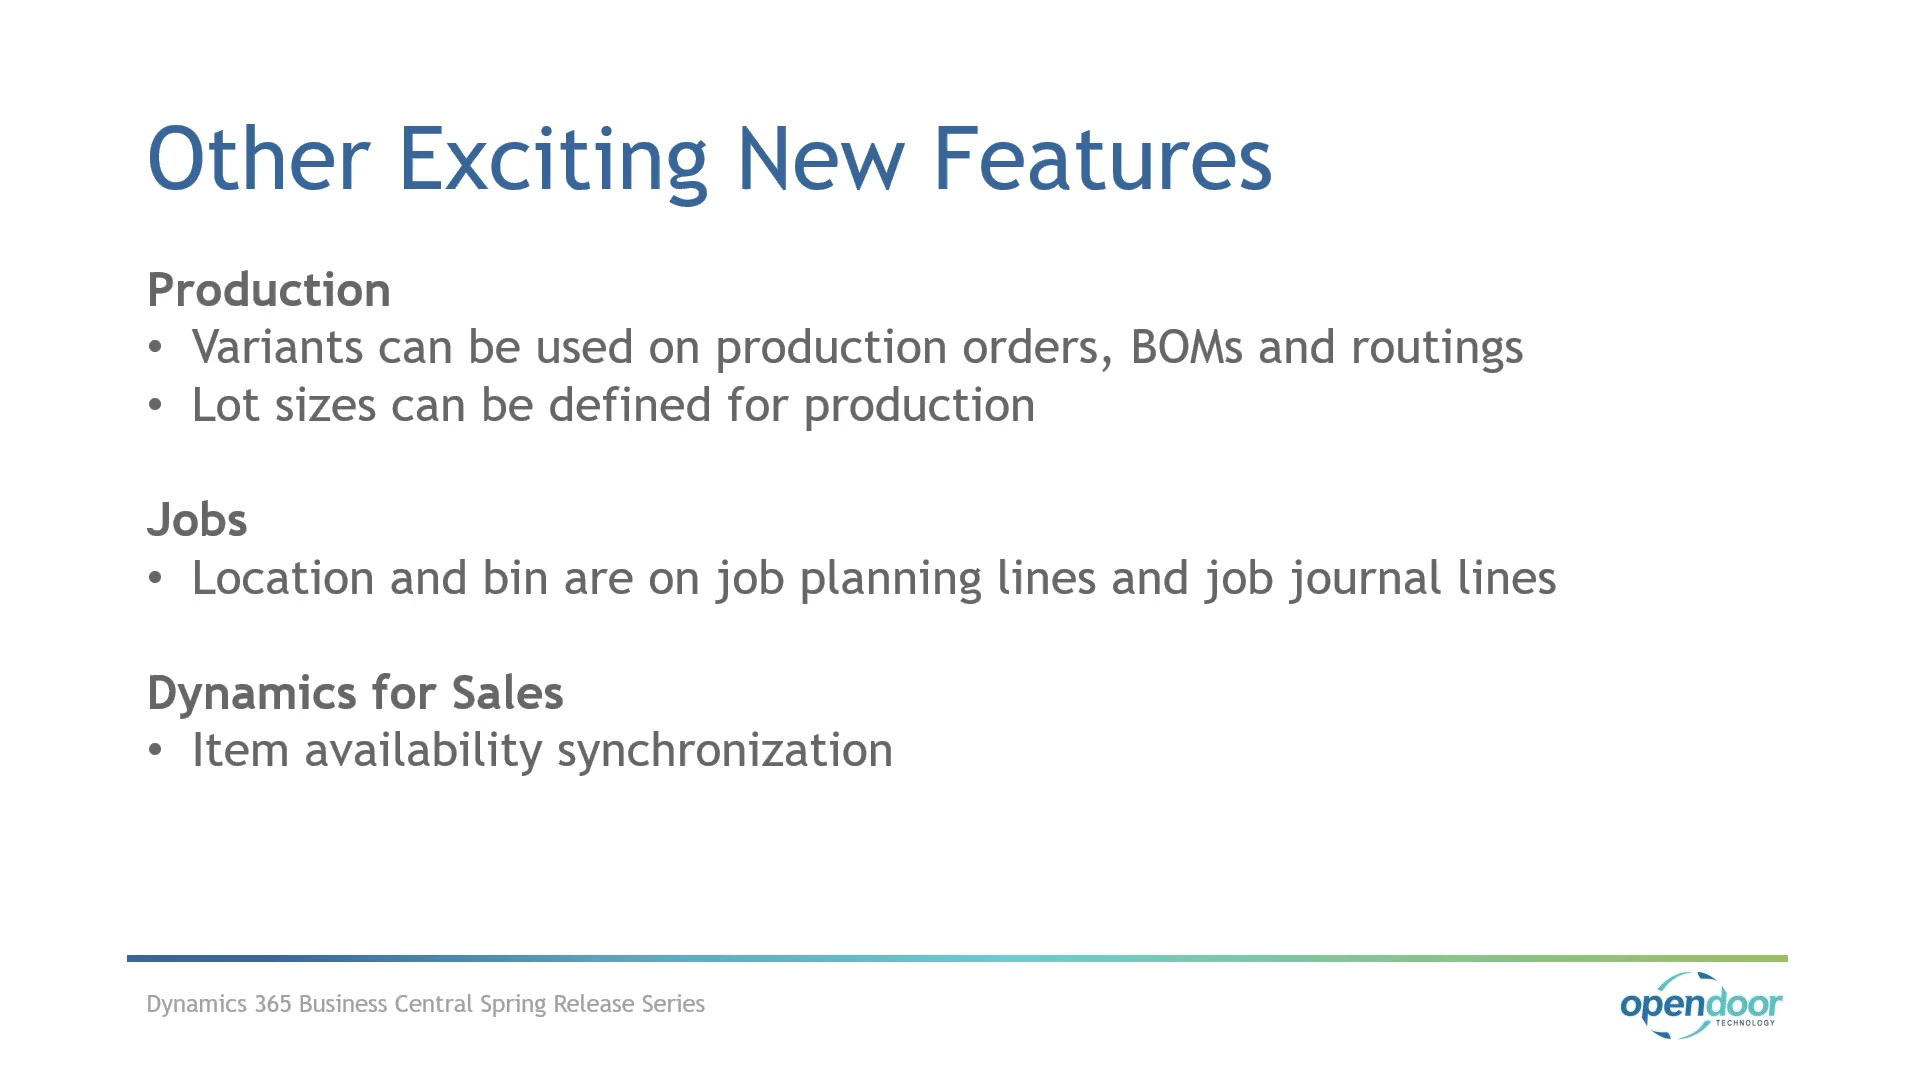 Other Exciting New Features
Production
• Variants can be used on production orders, BOMs and routings
• Lot sizes can be defined for production
Jobs
• Location and bin are on job planning lines and job journal lines
Dynamics for Sales
• Item availability synchronization
Dynamics 365 Business Central Spring Release Series
opendoor
TECHNOLOGY